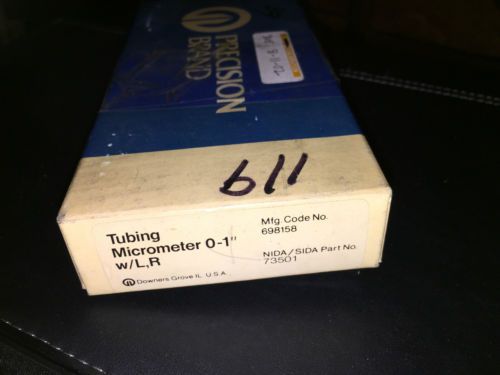 PRECISION
BRAND
119
Tubing
Micrometer 0-1"
w/L,R
Downers Grove IL. U.S.A.
Mfg. Code No.
698158
NIDA/SIDA Part No.
73501